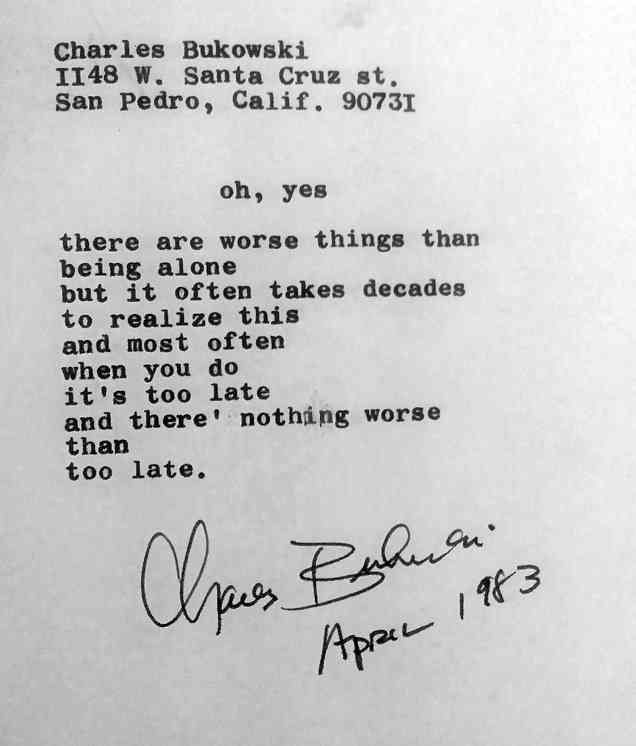 Charles Bukowski
II48 W. Santa Cruz st.
San Pedro, Calif. 9073I
oh, yes
there are worse things than
being alone
but it often takes decades
to realize this
and most often
when you do
it's too late
and there' nothing worse
than
too late.
Charles Bukowski
April 1983